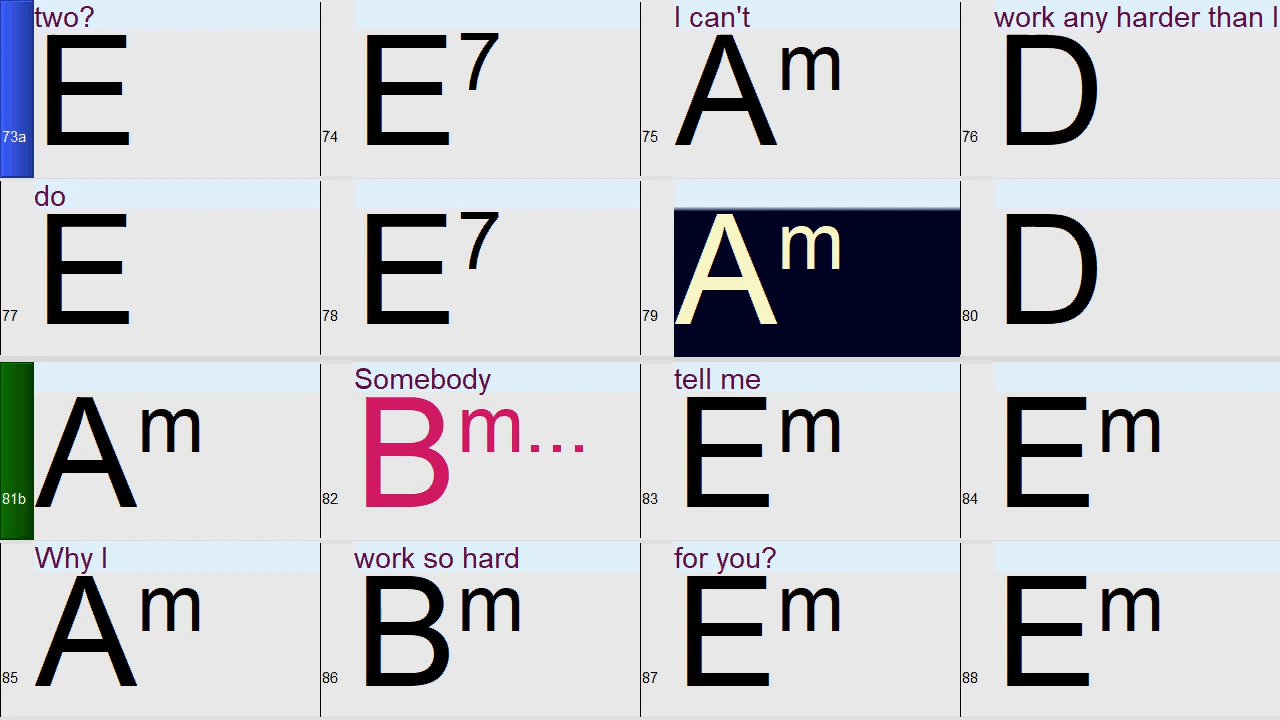 two? I can't work any harder than I
E E7 Am D
73a 74 75 76
do
E E7 Am D
77 78 79 80
Somebody tell me
Am Bm... Em Em
81b 82 83 84
Why I work so hard for you?
Am Bm Em Em
85 86 87 88